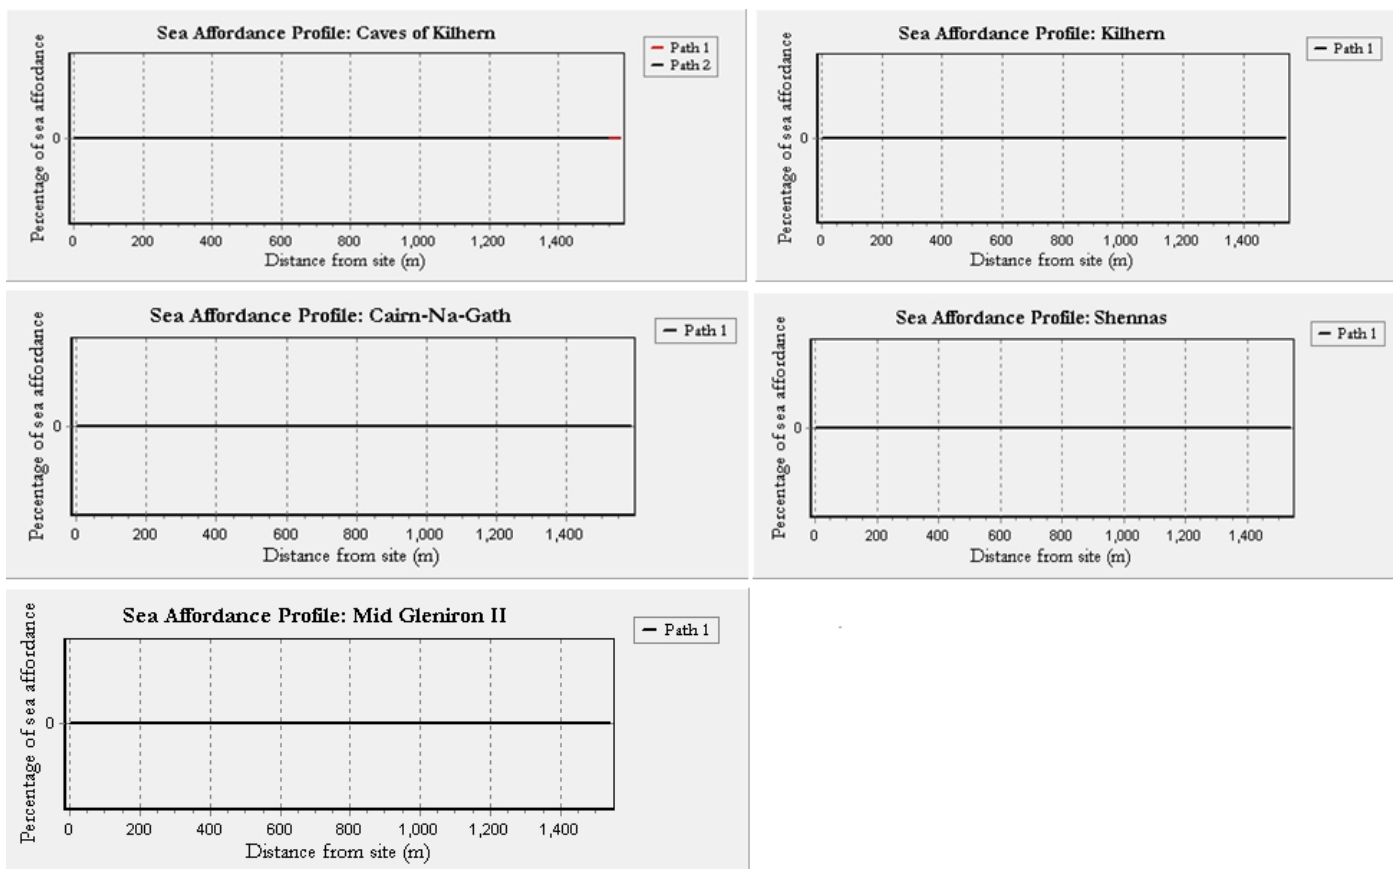 Sea Affordance Profile: Caves of Kilhern
Path 1
Path 2
Percentage of sea affordance
0
0 200 400 600 800 1,000 1,200 1,400
Distance from site (m)
Sea Affordance Profile: Kilhern
Path 1
Percentage of sea affordance
0
0 200 400 600 800 1,000 1,200 1,400
Distance from site (m)
Sea Affordance Profile: Cairn-Na-Gath
Path 1
Percentage of sea affordance
0
0 200 400 600 800 1,000 1,200 1,400
Distance from site (m)
Sea Affordance Profile: Shennas
Path 1
Percentage of sea affordance
0
0 200 400 600 800 1,000 1,200 1,400
Distance from site (m)
Sea Affordance Profile: Mid Gleniron II
Path 1
Percentage of sea affordance
0
0 200 400 600 800 1,000 1,200 1,400
Distance from site (m)